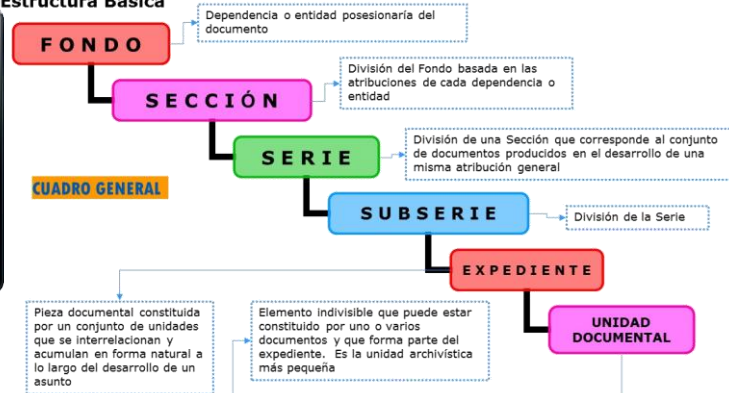 Estructura Básica
FONDO
Dependencia o entidad posesionaría del
documento
SECCIÓN
División del Fondo basada en las
atribuciones de cada dependencia o
entidad
SERIE
División de una Sección que corresponde al conjunto
de documentos producidos en el desarrollo de una
misma atribución general
CUADRO GENERAL
SUBSERIE
División de la Serie
EXPEDIENTE
Pieza documental constituida
por un conjunto de unidades
que se interrelacionan y
acumulan en forma natural a
lo largo del desarrollo de un
asunto
Elemento indivisible que puede estar
constituido por uno o varios
documentos y que forma parte del
expediente. Es la unidad archivística
más pequeña
UNIDAD
DOCUMENTAL